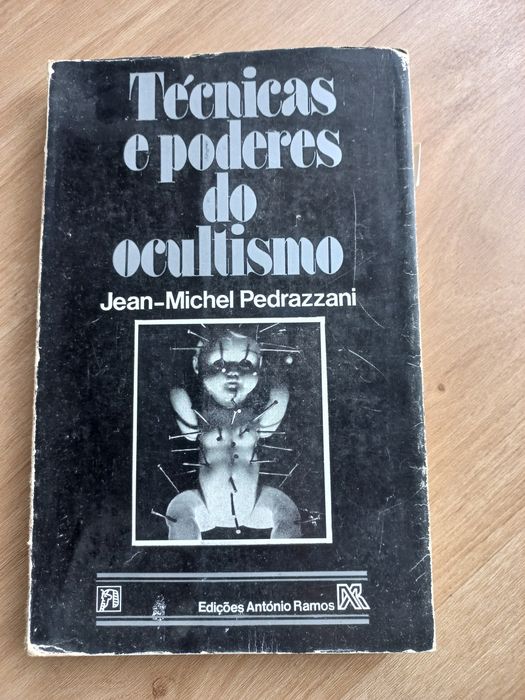 Técnicas
e poderes
do
ocultismo
Jean-Michel Pedrazzani
Edições António Ramos